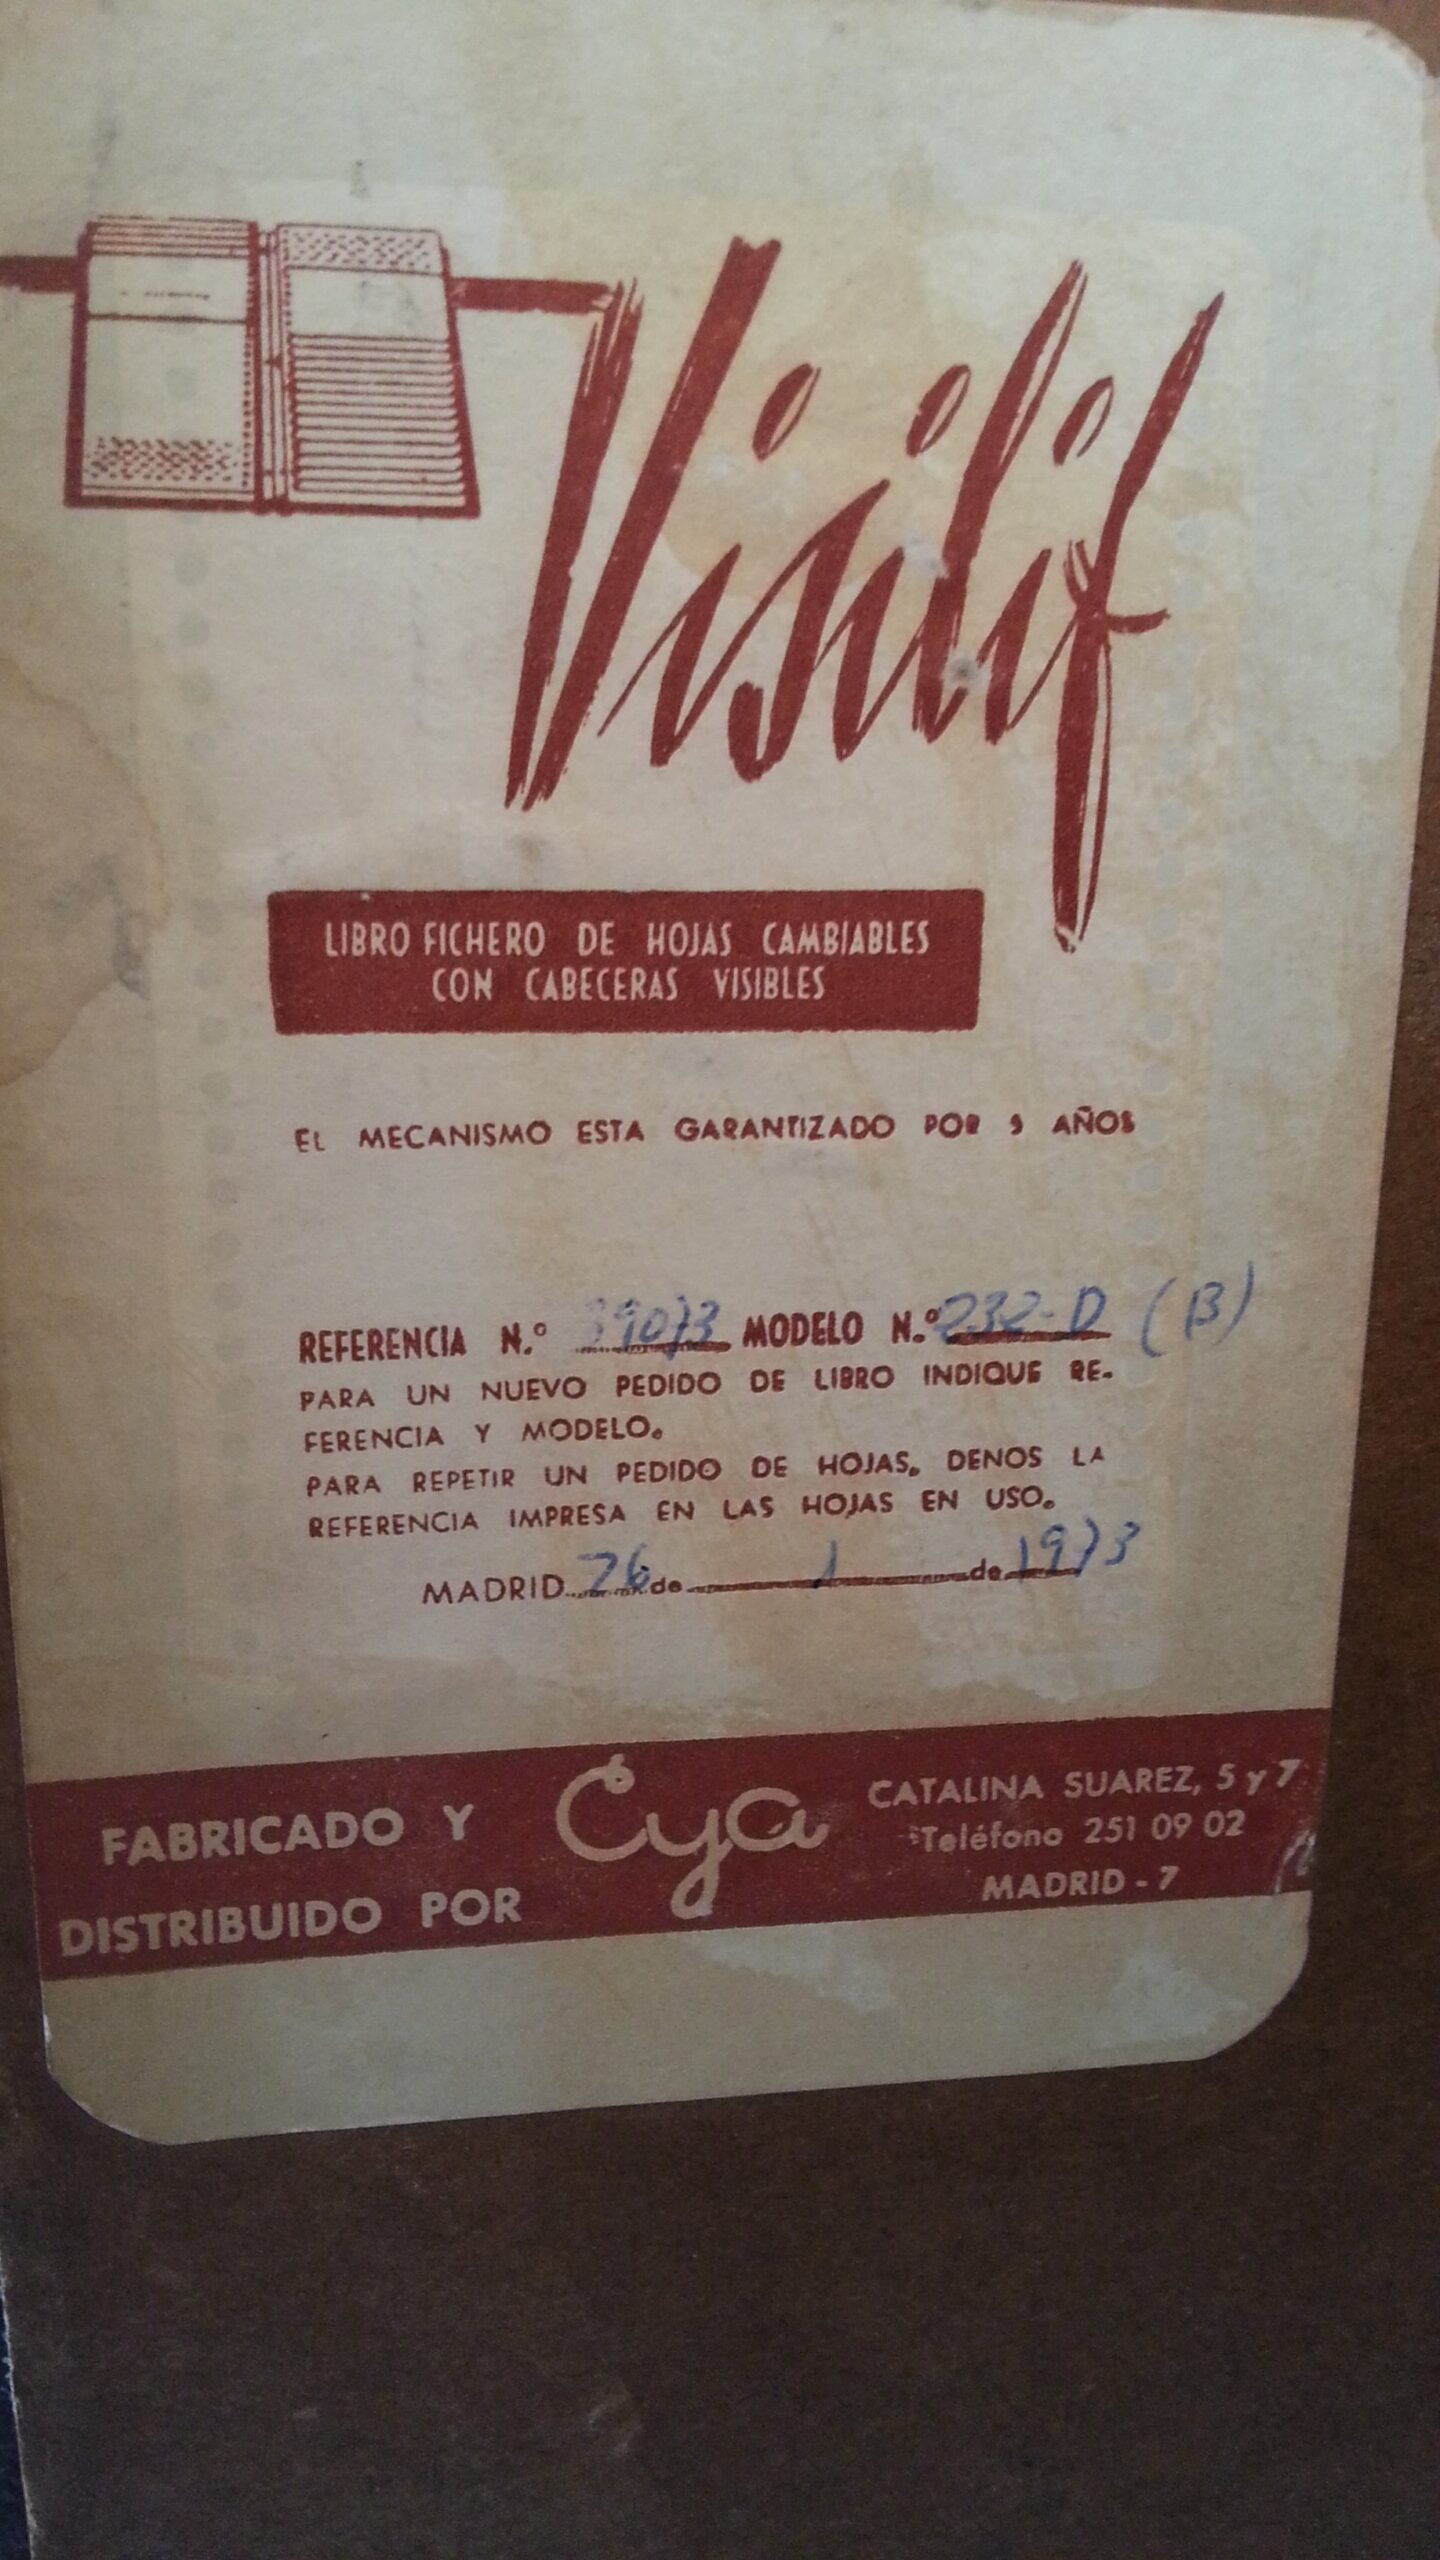 Visilif
LIBRO FICHERO DE HOJAS CAMBIABLES
CON CABECERAS VISIBLES
EL MECANISMO ESTA GARANTIZADO POR AÑOS
REFERENCIA N.º MODELO N.º 232-D (B)
PARA UN NUEVO PEDIDO DE LIBRO INDIQUE RE-
FERENCIA Y MODELO.
PARA REPETIR UN PEDIDO DE HOJAS, DENOS LA
REFERENCIA IMPRESA EN LAS HOJAS EN USO.
MADRID 26 de 1 de 1973
FABRICADO Y
DISTRIBUIDO POR
Cya
CATALINA SUAREZ, 5 y 7
Teléfono 251 09 02
MADRID - 7